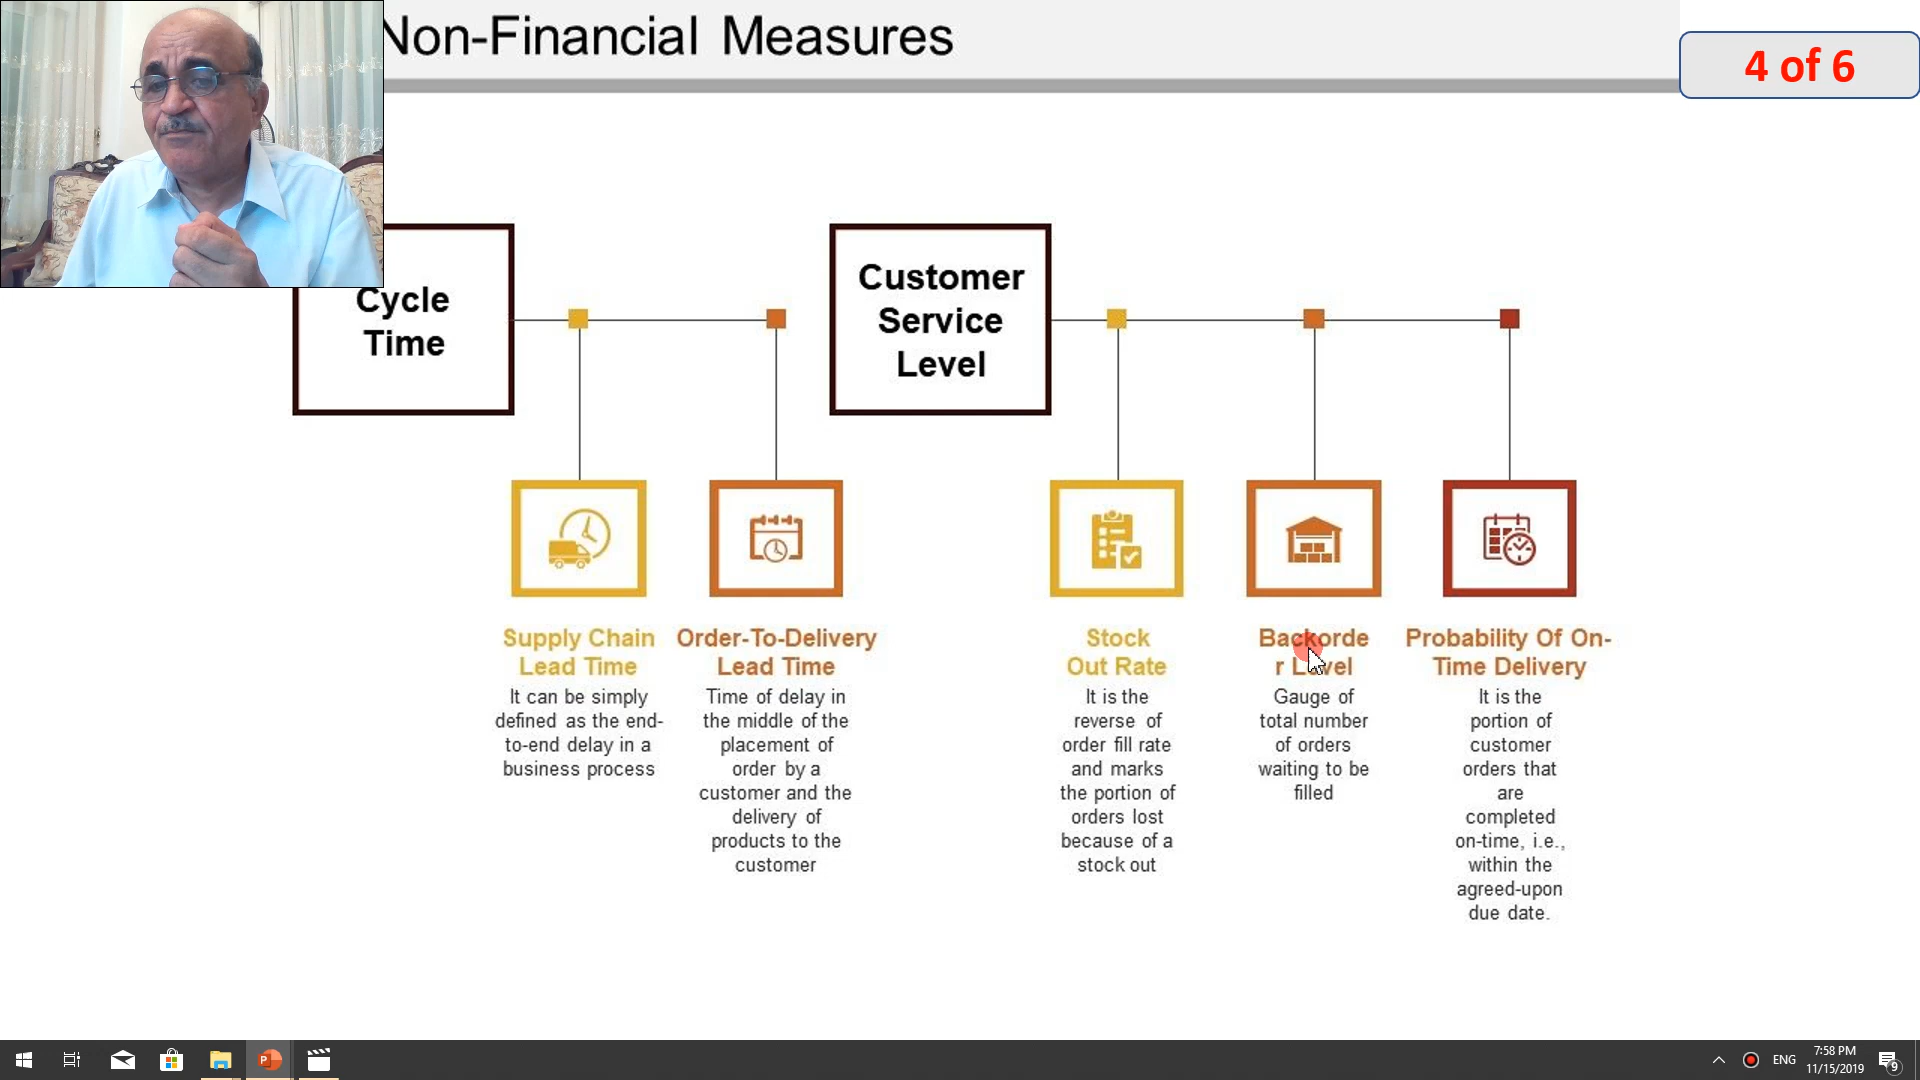 Non-Financial Measures
4 of 6
Cycle
Time
Customer
Service
Level
Supply Chain
Lead Time
It can be simply
defined as the end-
to-end delay in a
business process
Order-To-Delivery
Lead Time
Time of delay in
the middle of the
placement of
order by a
customer and the
delivery of
products to the
customer
Stock
Out Rate
It is the
reverse of
order fill rate
and marks
the portion of
orders lost
because of a
stock out
Backorde
r Level
Gauge of
total number
of orders
waiting to be
filled
Probability Of On-
Time Delivery
It is the
portion of
customer
orders that
are
completed
on-time, i.e.,
within the
agreed-upon
due date.
ENG
7:58 PM
11/15/2019
9